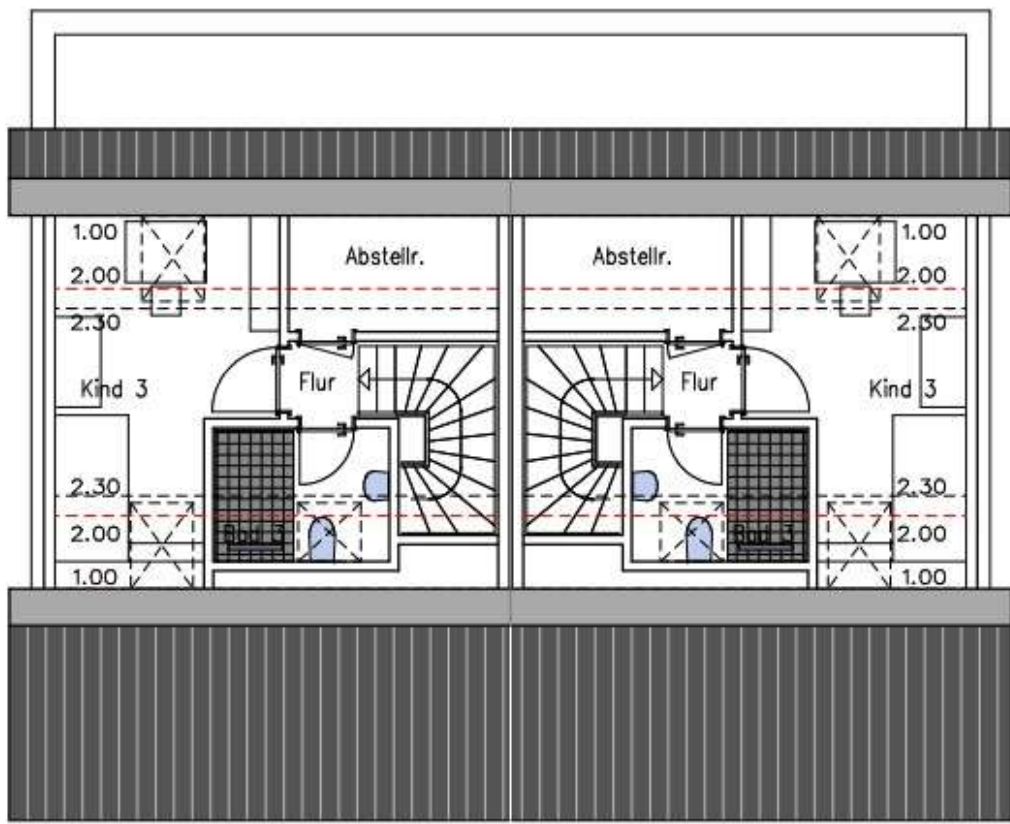 1.00 Abstellr. Abstellr. 1.00
2.00 2.00
2.30 2.30
Kind 3 Flur Flur Kind 3
2.30 2.30
2.00 Bad 3 Bad 3 2.00
1.00 1.00